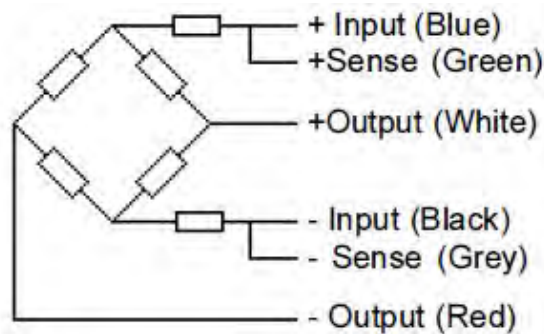 + Input (Blue)
+Sense (Green)
+Output (White)
- Input (Black)
- Sense (Grey)
- Output (Red)